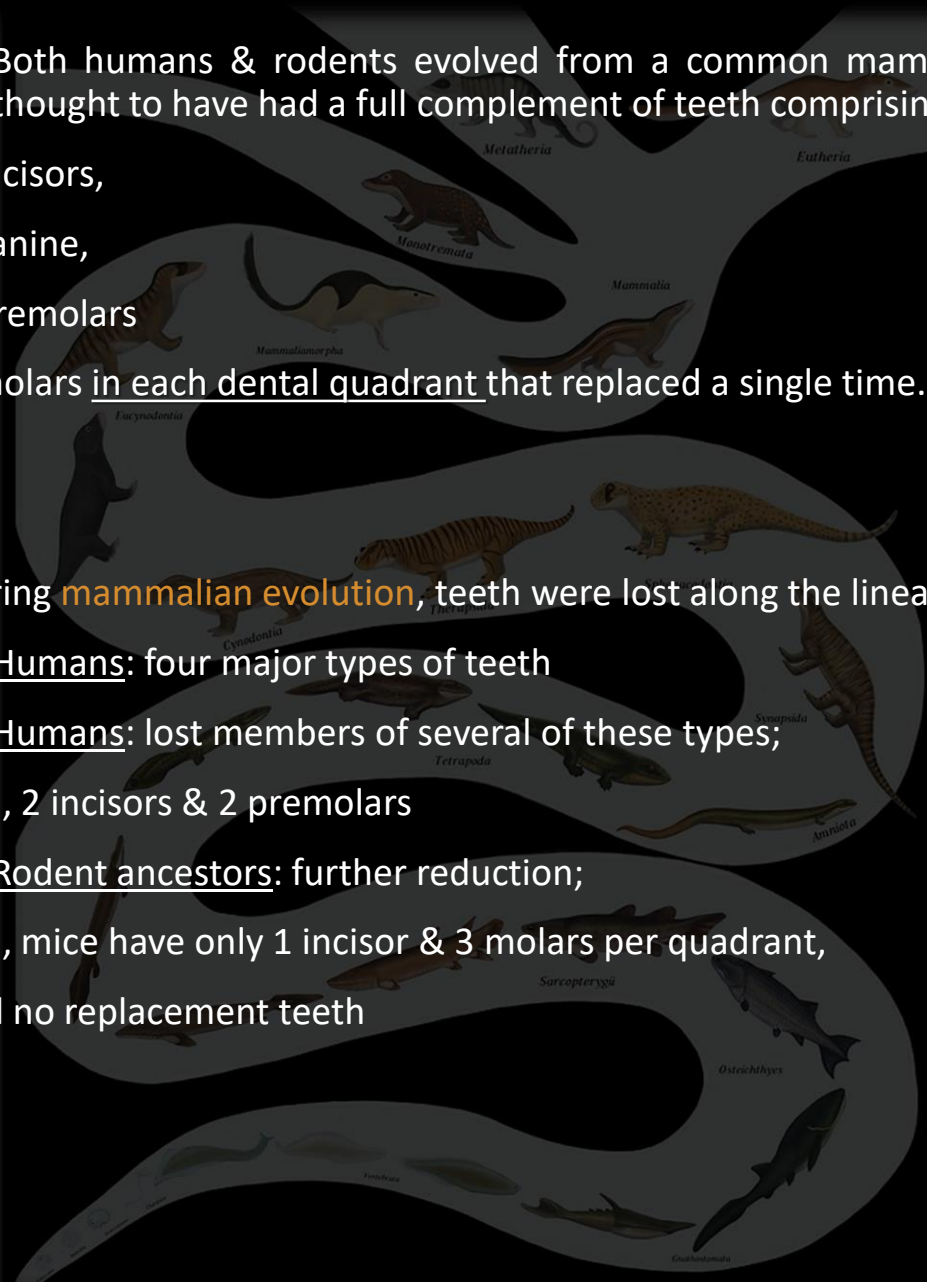 Both humans & rodents evolved from a common mam
thought to have had a full complement of teeth comprisin
Metatheria
Eutheria
cisors,
anine,
Monotremata
Mammalia
remolars
Mammaliamorpha
olars in each dental quadrant that replaced a single time.
Eucynodontia
ring mammalian evolution, teeth were lost along the linea
Therapsida
Cynodontia
Humans: four major types of teeth
Synapsida
Humans: lost members of several of these types;
Tetrapoda
, 2 incisors & 2 premolars
Amniota
Rodent ancestors: further reduction;
, mice have only 1 incisor & 3 molars per quadrant,
Sarcopterygii
no replacement teeth
Osteichthyes
Vertebrata
Gnathostomata